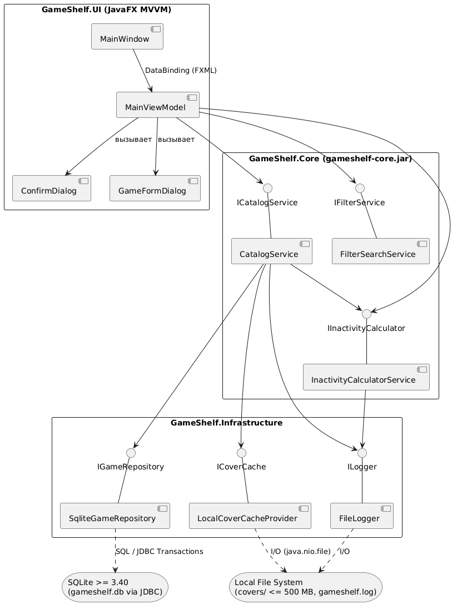 GameShelf.UI (JavaFX MVVM)
MainWindow
DataBinding (FXML)
MainViewModel
вызывает
вызывает
ConfirmDialog
GameFormDialog
GameShelf.Core (gameshelf-core.jar)
ICatalogService
IFilterService
CatalogService
FilterSearchService
IInactivityCalculator
InactivityCalculatorService
GameShelf.Infrastructure
IGameRepository
ICoverCache
ILogger
SqliteGameRepository
LocalCoverCacheProvider
FileLogger
SQL / JDBC Transactions
I/O (java.nio.file)
I/O
SQLite >= 3.40
(gameshelf.db via JDBC)
Local File System
(covers/ <= 500 MB, gameshelf.log)